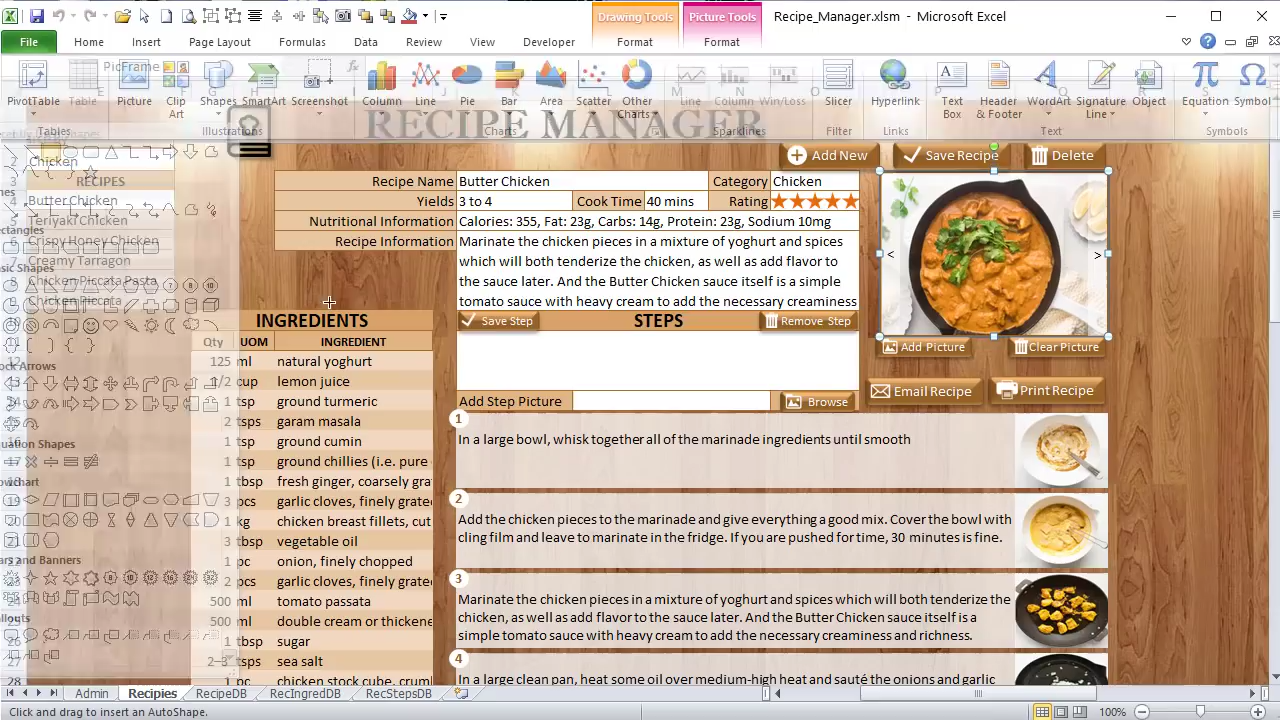 Drawing Tools
Picture Tools
Recipe_Manager.xlsm - Microsoft Excel
File Home Insert Page Layout Formulas Data Review View Developer Format Format
PicFrame
PivotTable Table Picture Clip Art Shapes SmartArt Screenshot Column Line Pie Bar Area Scatter Other Charts Line Column Win/Loss Slicer Hyperlink Text Box Header & Footer WordArt Signature Line Object Equation Symbol
Tables Illustrations Charts Sparklines Filter Links Text Symbols
RECIPE MANAGER
Add New Save Recipe Delete
Chicken
RECIPES
Butter Chicken
Teriyaki Chicken
Crispy Honey Chicken
Creamy Tarragon
Chicken Piccata Pasta
Chicken Piccata
Recipe Name Butter Chicken Category Chicken
Yields 3 to 4 Cook Time 40 mins Rating
Nutritional Information Calories: 355, Fat: 23g, Carbs: 14g, Protein: 23g, Sodium 10mg
Recipe Information Marinate the chicken pieces in a mixture of yoghurt and spices
which will both tenderize the chicken, as well as add flavor to
the sauce later. And the Butter Chicken sauce itself is a simple
tomato sauce with heavy cream to add the necessary creaminess
< >
Add Picture Clear Picture
Email Recipe Print Recipe
INGREDIENTS
Qty UOM INGREDIENT
125 ml natural yoghurt
1/2 cup lemon juice
1 tsp ground tumeric
2 tsps garam masala
1 tsp ground cumin
1 tsp ground chillies (i.e. pure
1 tbsp fresh ginger, coarsely gra
3 pcs garlic cloves, finely grated
1 kg chicken breast fillets, cut
3 tbsp vegetable oil
1 pc onion, finely chopped
2 pcs garlic cloves, finely grated
500 ml tomato passata
500 ml double cream or thickene
1 tbsp sugar
2-3 tsps sea salt
1 pc chicken stock cube, crum
Save Step STEPS Remove Step
Add Step Picture Browse
1
In a large bowl, whisk together all of the marinade ingredients until smooth
2
Add the chicken pieces to the marinade and give everything a good mix. Cover the bowl with
cling film and leave to marinate in the fridge. If you are pushed for time, 30 minutes is fine.
3
Marinate the chicken pieces in a mixture of yoghurt and spices which will both tenderize the
chicken, as well as add flavor to the sauce later. And the Butter Chicken sauce itself is a
simple tomato sauce with heavy cream to add the necessary creaminess and richness.
4
In a large clean pan, heat some oil over medium-high heat and sauté the onions and garlic
Admin Recipies RecipeDB RecIngredDB RecStepsDB
Click and drag to insert an AutoShape.
100%